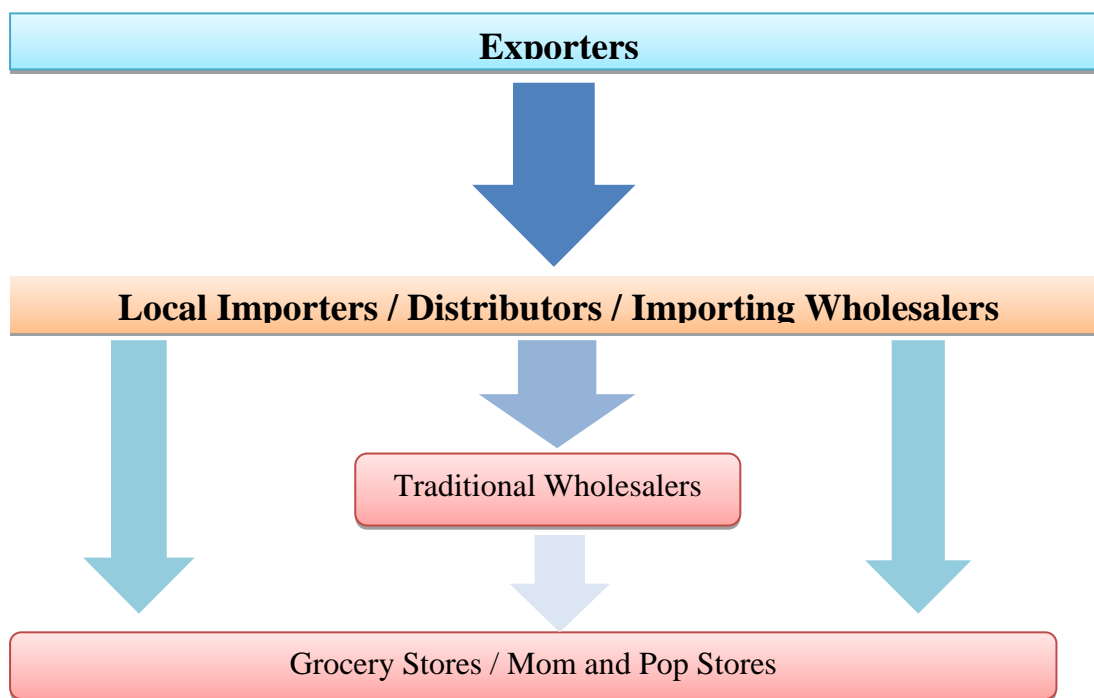 Exporters
Local Importers / Distributors / Importing Wholesalers
Traditional Wholesalers
Grocery Stores / Mom and Pop Stores